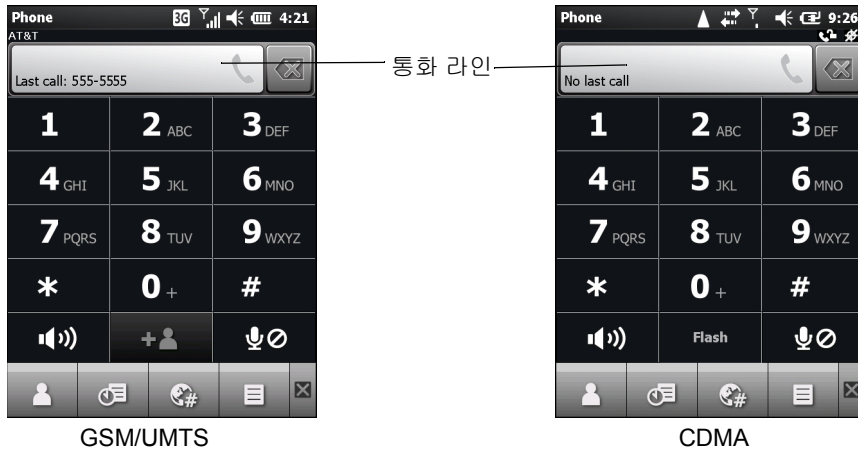 Phone 3G 4:21
AT&T
Last call: 555-5555
1 2 ABC 3 DEF
4 GHI 5 JKL 6 MNO
7 PQRS 8 TUV 9 WXYZ
* 0 + #
GSM/UMTS
통화 라인
Phone 9:26
No last call
1 2 ABC 3 DEF
4 GHI 5 JKL 6 MNO
7 PQRS 8 TUV 9 WXYZ
* 0 + #
Flash
CDMA